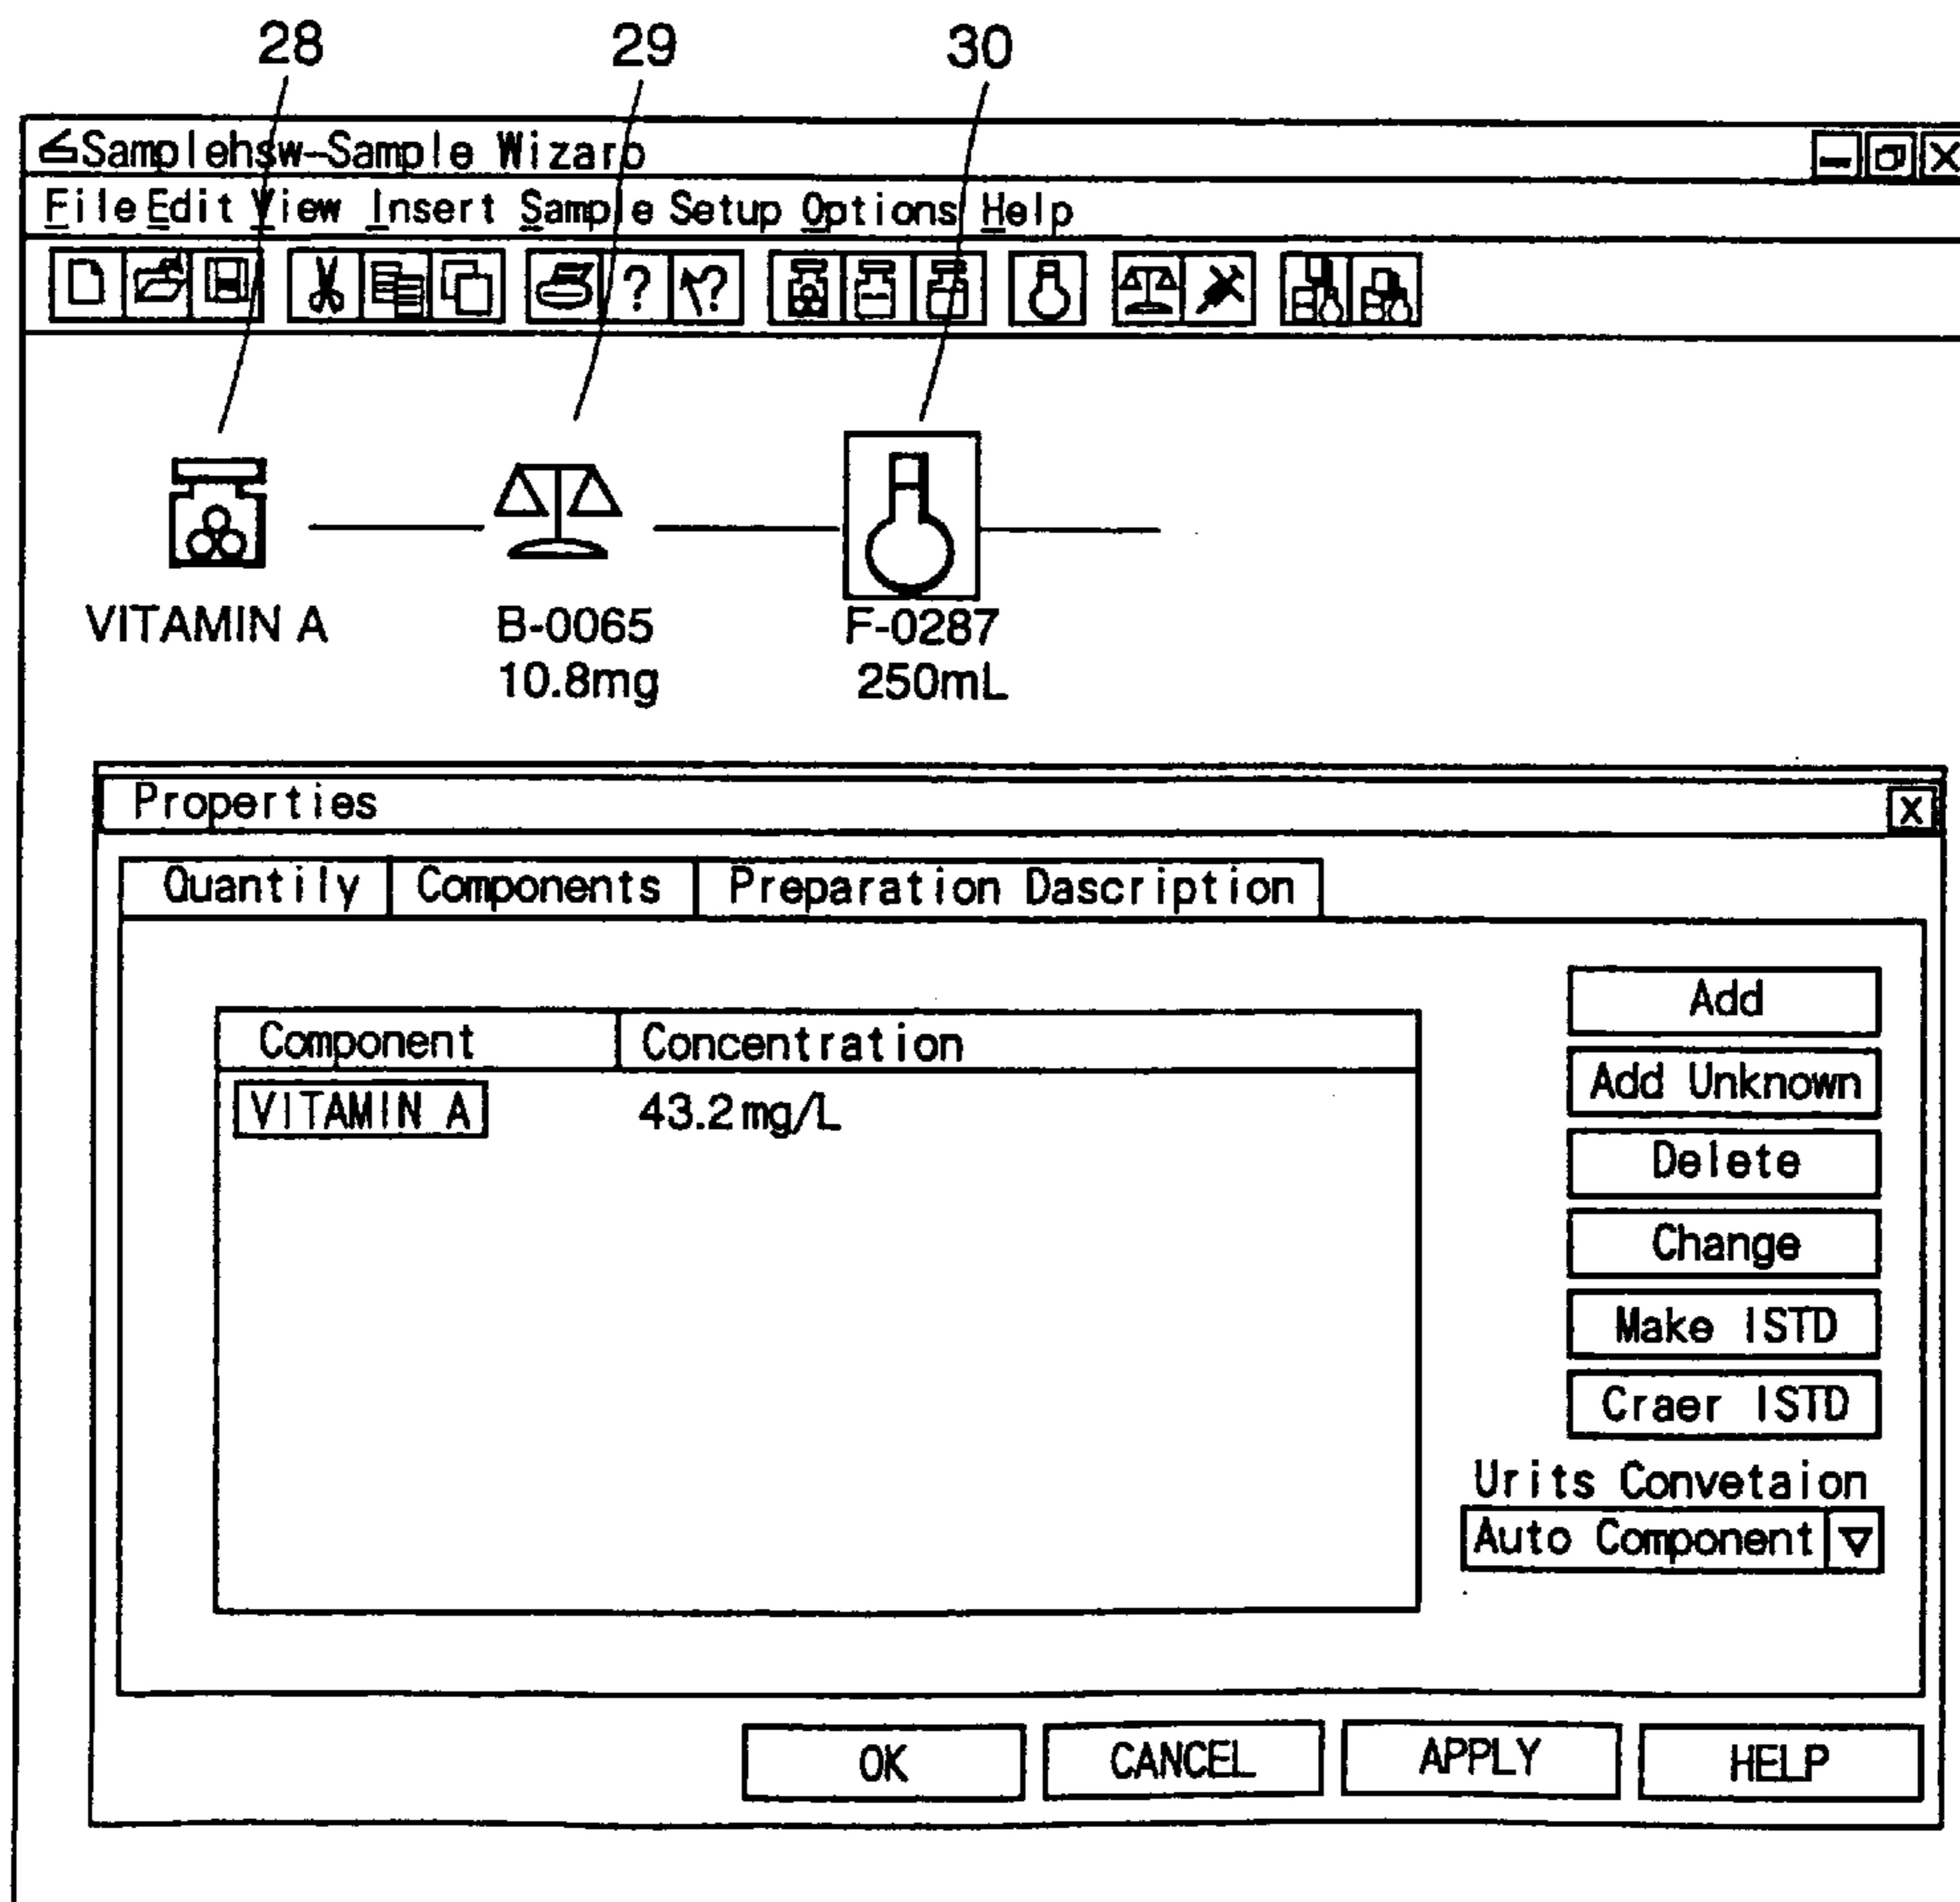 28 29 30
Samplehsw-Sample Wizarb
File Edit View Insert Sample Setup Options Help
? ?
VITAMIN A
B-0065
10.8mg
F-0287
250mL
Properties X
Quantily Components Preparation Dascription
Component Concentration
VITAMIN A 43.2mg/L
Add
Add Unknown
Delete
Change
Make ISTD
Craer ISTD
Urits Convetaion
Auto Component
OK CANCEL APPLY HELP